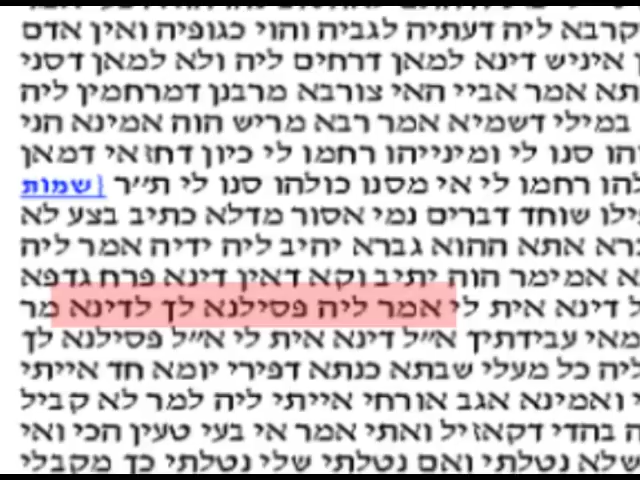 קרבא ליה דעתיה לגביה והוי כגופיה ואין אדם
איניש דינא למאן דרחים ליה ולא למאן דסני
תא אמר אביי האי צורבא מרבנן דמרחמין ליה
במילי דשמיא אמר רבא מריש הוה אמינא הני
סנו לי ומינייהו רחמו לי כיון דחזאי דמאן
רחמו לי אי מסנו כולהו סנו לי ת״ר {שמות
שוחד דברים נמי אסור מדלא כתיב בצע לא
אתא ההוא גברא יהיב ליה ידיה אמר ליה
אמימר הוה יתיב וקא דאין דינא פרח גדפא
דינא אית לי אמר ליה פסילנא לך לדינא מר
מאי עבידתיך א״ל דינא אית לי א״ל פסילנא לך
כל מעלי שבתא כנתא דפירי יומא חד אייתי
ואמינא אגב אורחי אייתי ליה למר לא קביל
בהדי דקאזיל ואתי אמר אי בעי טעין הכי ואי
שלא נטלתי ואם נטלתי שלי נטלתי כך מקבלי